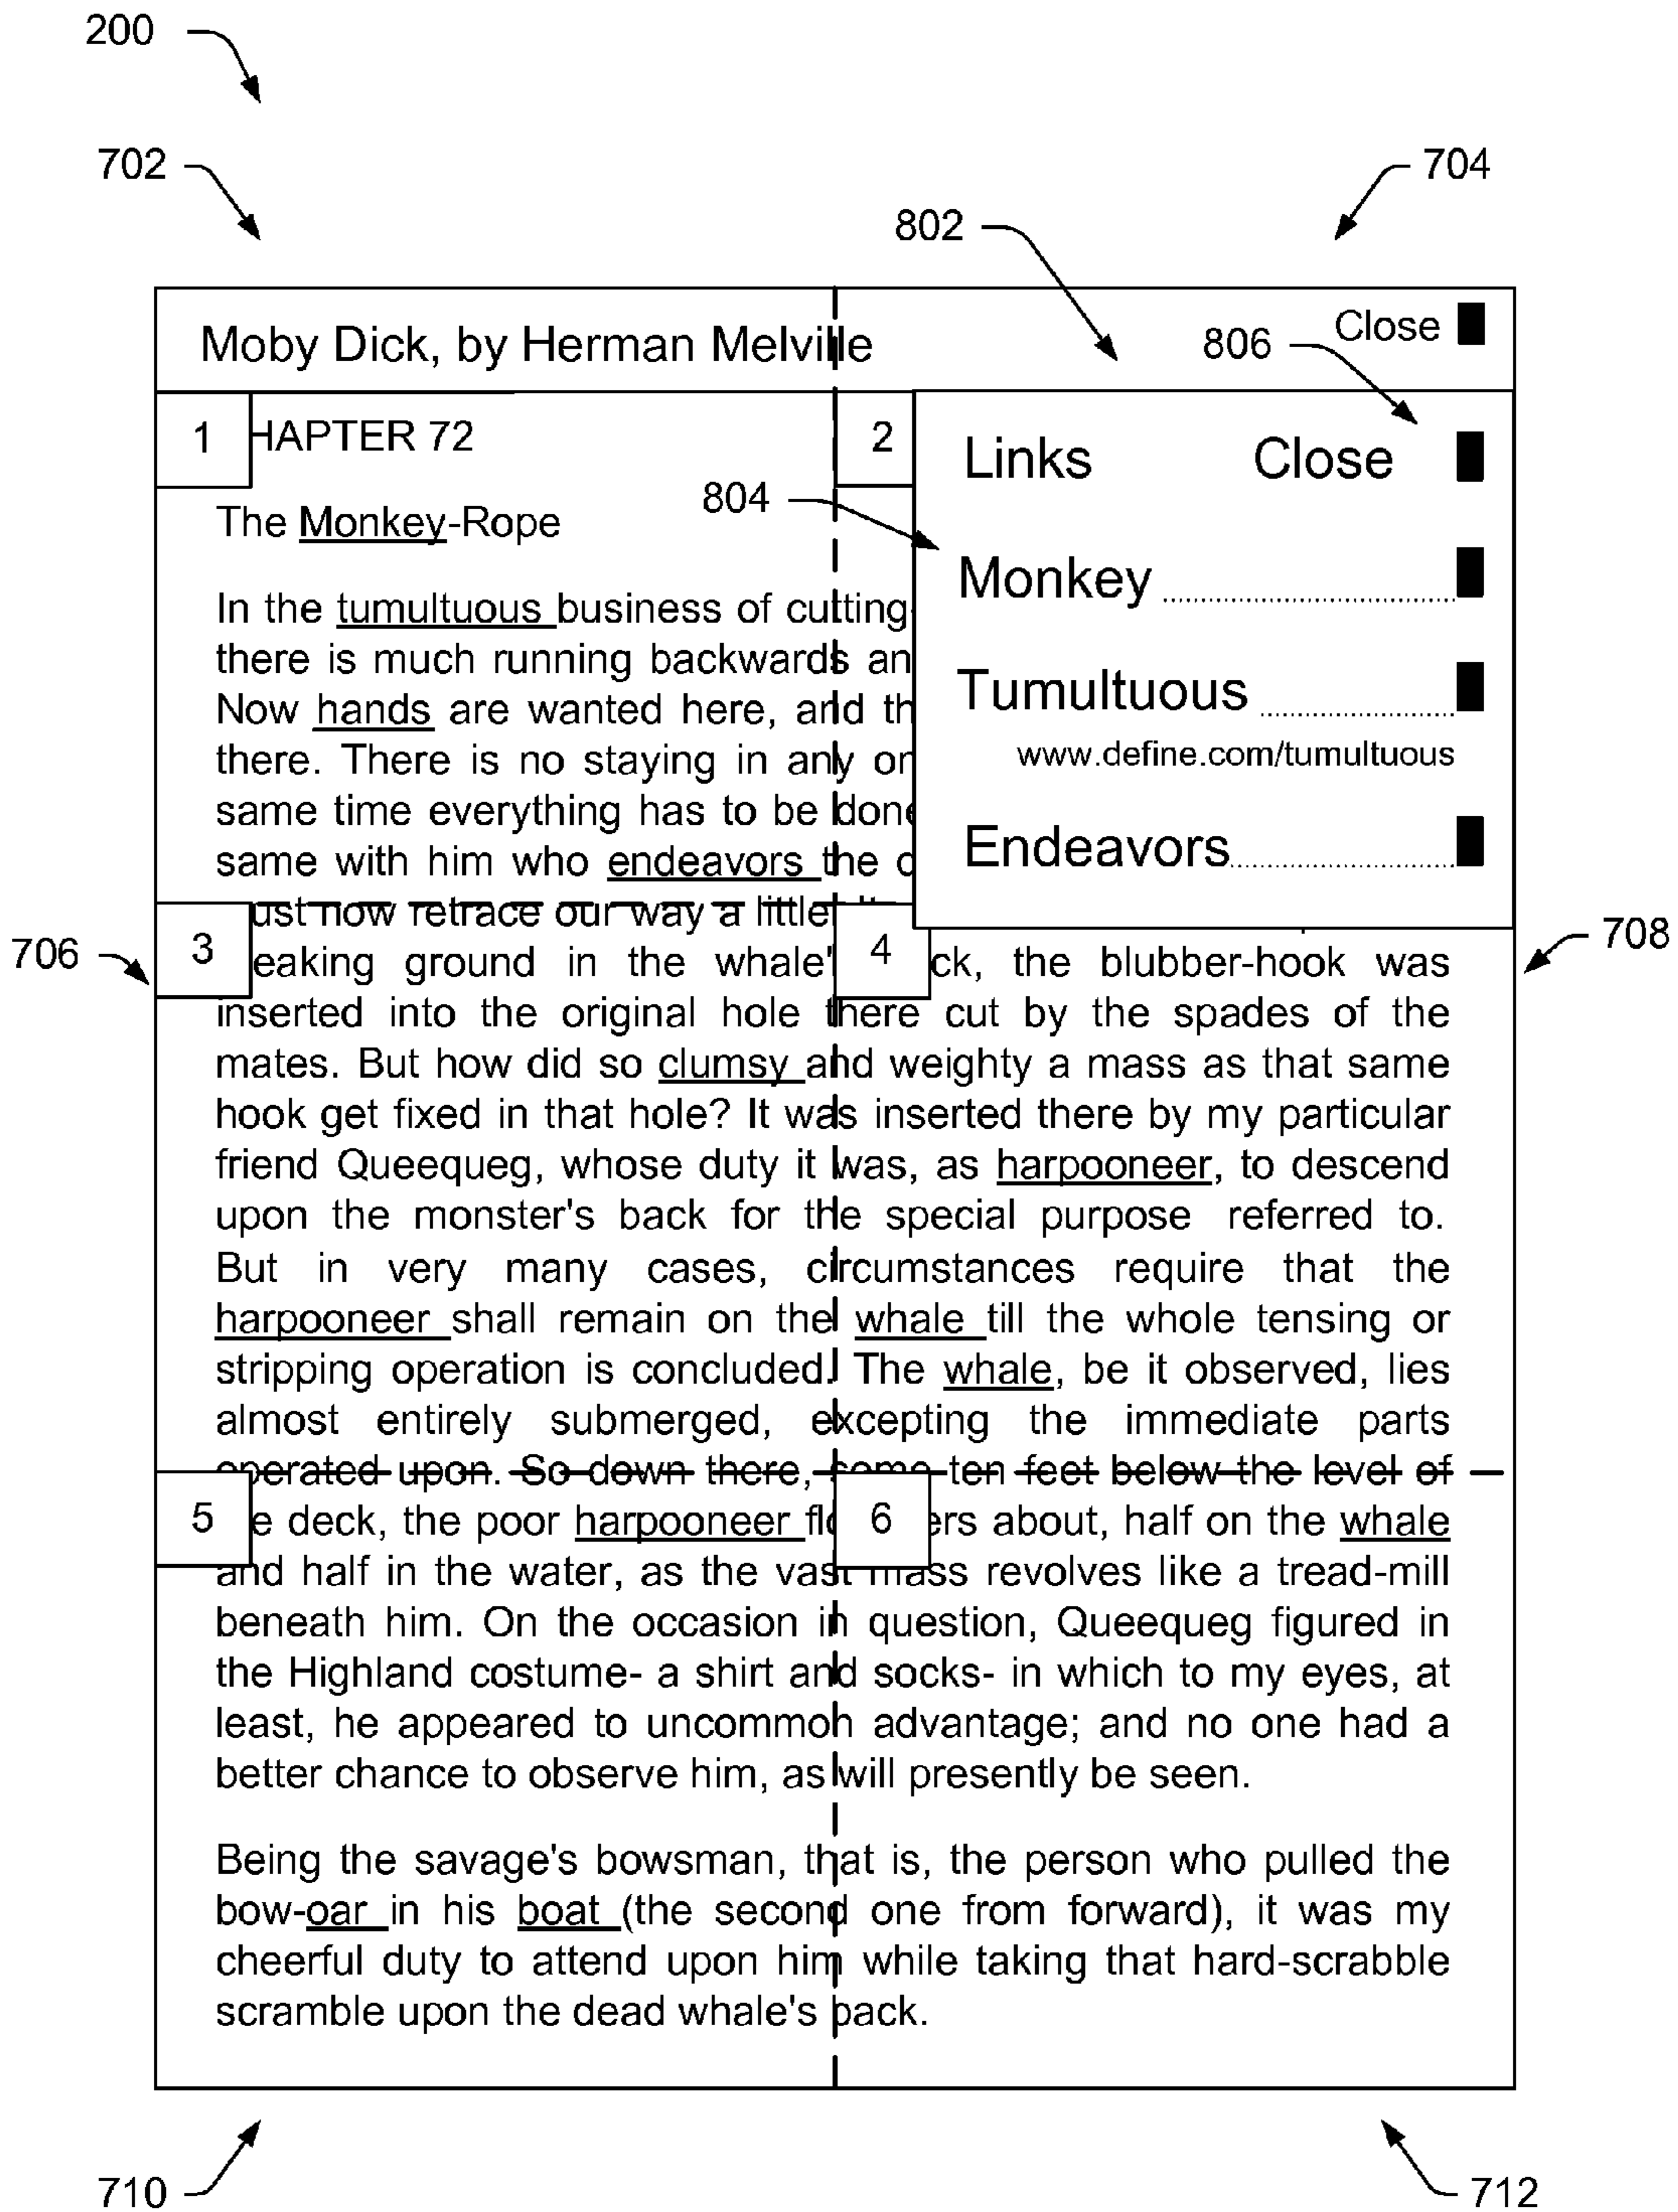 200
702
704
802
Moby Dick, by Herman Melville
Close
806
1
HAPTER 72
2
Links Close
The Monkey-Rope
804
Monkey
In the tumultuous business of cutting-
there is much running backwards an
Tumultuous
Now hands are wanted here, and th
www.define.com/tumultuous
there. There is no staying in any on
same time everything has to be done
Endeavors
same with him who endeavors the d
3
ust now retrace our way a little
4
706
708
eaking ground in the whale' ck, the blubber-hook was
inserted into the original hole there cut by the spades of the
mates. But how did so clumsy and weighty a mass as that same
hook get fixed in that hole? It was inserted there by my particular
friend Queequeg, whose duty it was, as harpooneer, to descend
upon the monster's back for the special purpose referred to.
But in very many cases, circumstances require that the
harpooneer shall remain on the whale till the whole tensing or
stripping operation is concluded. The whale, be it observed, lies
almost entirely submerged, excepting the immediate parts
operated upon. So down there, some ten feet below the level of
5
e deck, the poor harpooneer flo
6
ers about, half on the whale
and half in the water, as the vast mass revolves like a tread-mill
beneath him. On the occasion in question, Queequeg figured in
the Highland costume- a shirt and socks- in which to my eyes, at
least, he appeared to uncommon advantage; and no one had a
better chance to observe him, as will presently be seen.
Being the savage's bowsman, that is, the person who pulled the
bow-oar in his boat (the second one from forward), it was my
cheerful duty to attend upon him while taking that hard-scrabble
scramble upon the dead whale's back.
710
712